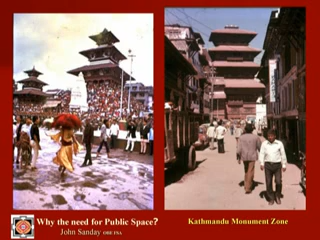 Why the need for Public Space?
John Sanday OBE FSA
Kathmandu Monument Zone